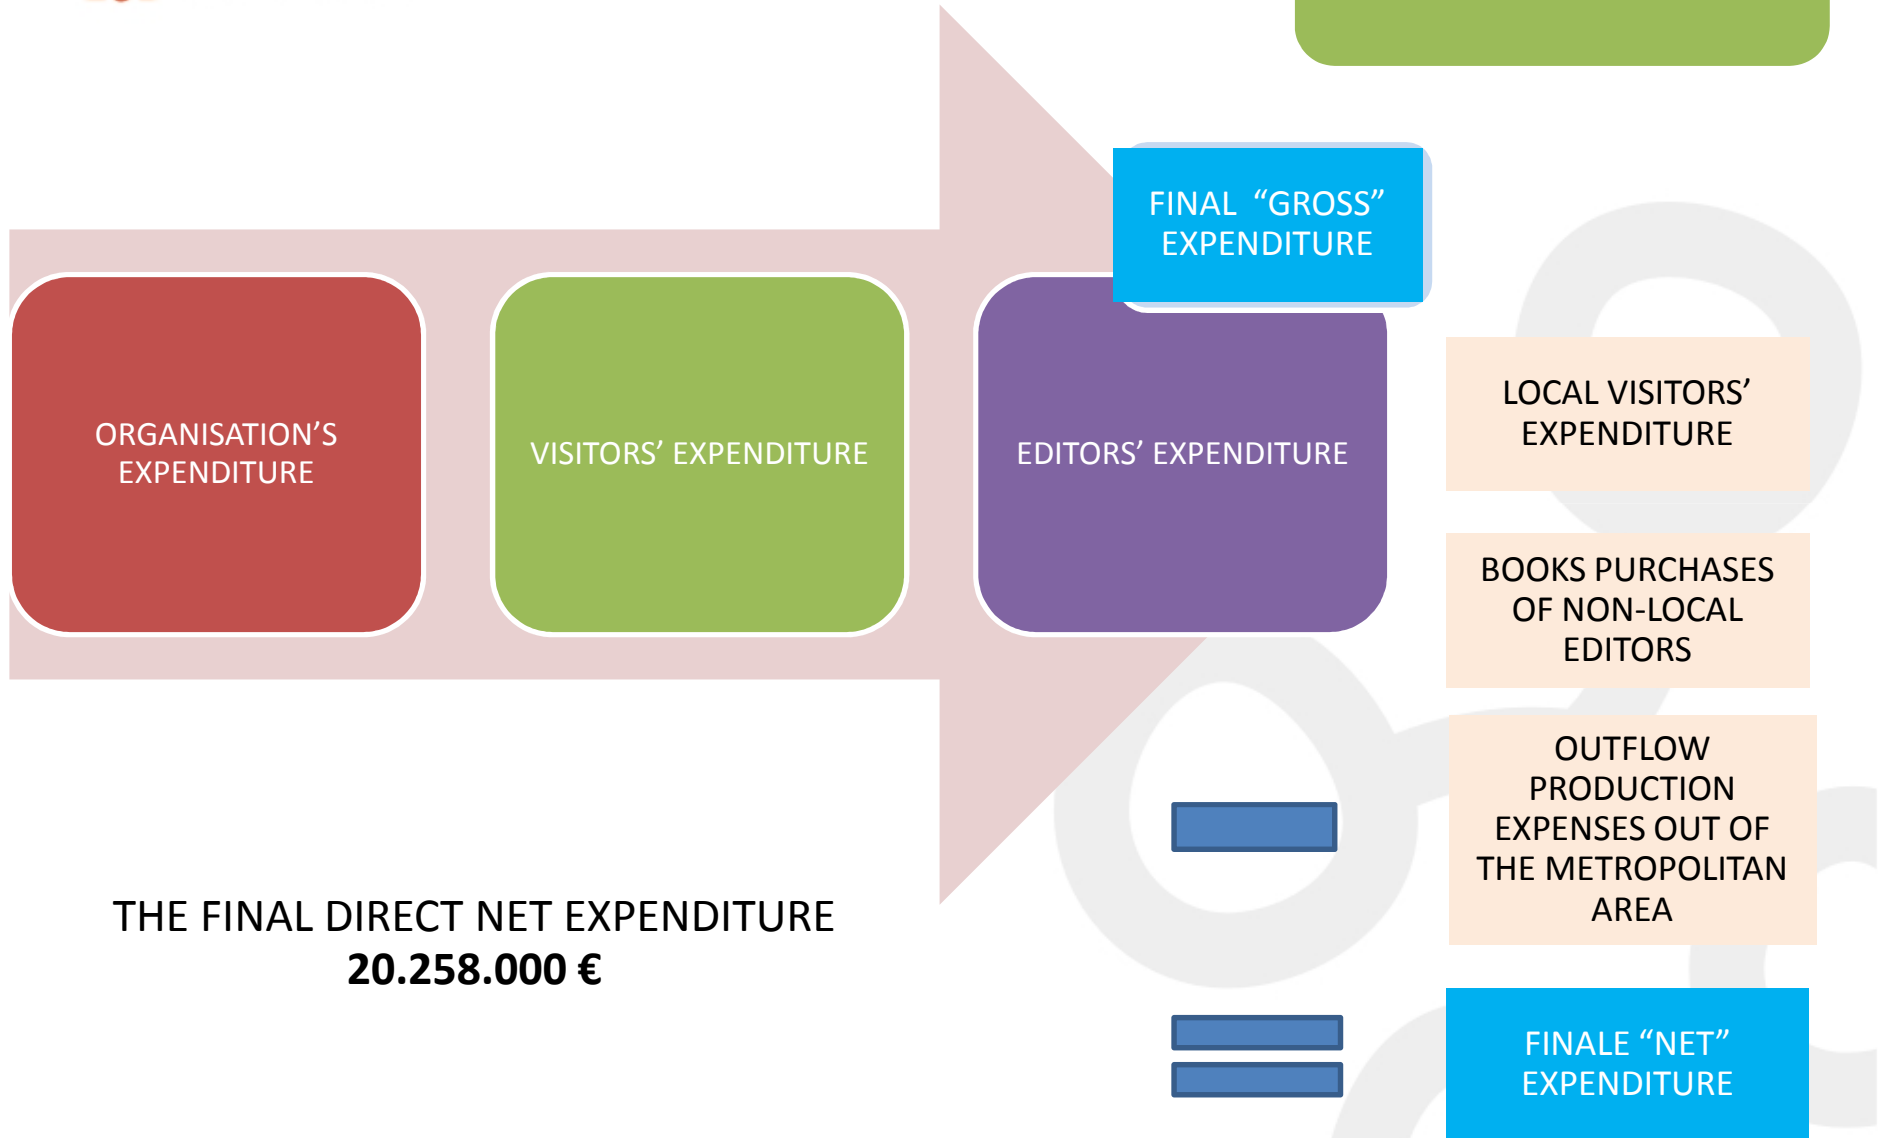 FINAL “GROSS”
EXPENDITURE
ORGANISATION’S
EXPENDITURE
VISITORS’ EXPENDITURE
EDITORS’ EXPENDITURE
LOCAL VISITORS’
EXPENDITURE
BOOKS PURCHASES
OF NON-LOCAL
EDITORS
OUTFLOW
PRODUCTION
EXPENSES OUT OF
THE METROPOLITAN
AREA
THE FINAL DIRECT NET EXPENDITURE
20.258.000 €
FINALE “NET”
EXPENDITURE